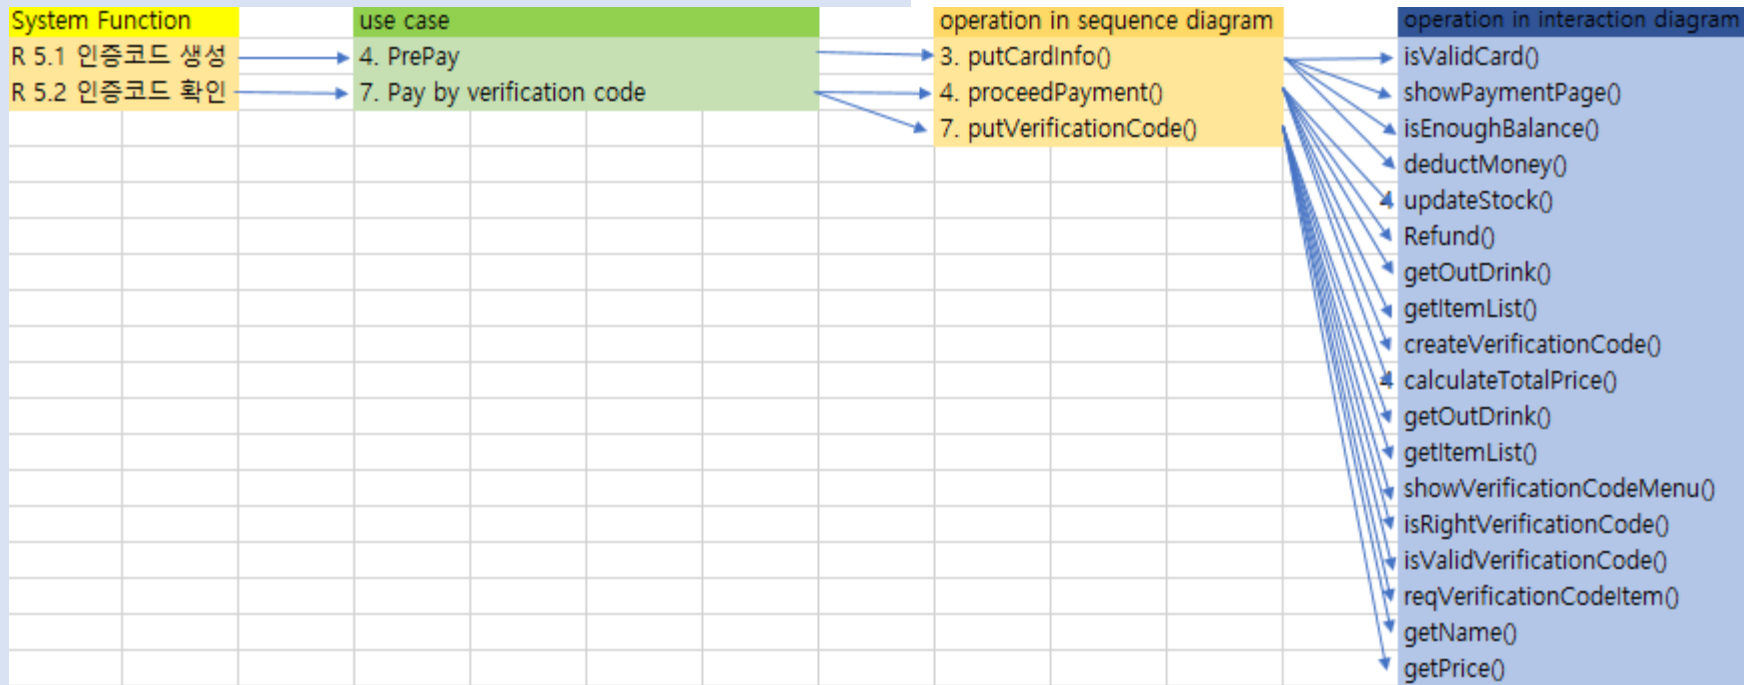 System Function
use case
operation in sequence diagram
operation in interaction diagram
R 5.1 인증코드 생성
4. PrePay
3. putCardInfo()
isValidCard()
R 5.2 인증코드 확인
7. Pay by verification code
4. proceedPayment()
showPaymentPage()
7. putVerificationCode()
isEnoughBalance()
deductMoney()
4 updateStock()
Refund()
getOutDrink()
getItemList()
createVerificationCode()
4 calculateTotalPrice()
getOutDrink()
getItemList()
showVerificationCodeMenu()
isRightVerificationCode()
isValidVerificationCode()
reqVerificationCodeItem()
getName()
getPrice()